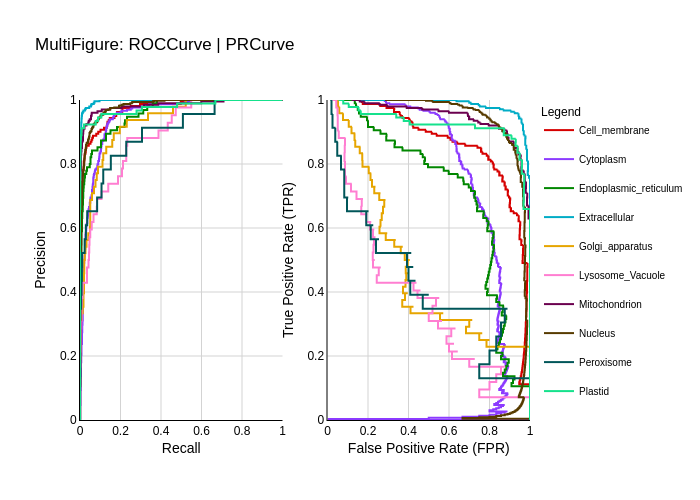 MultiFigure: ROCCurve | PRCurve
Precision
1
0.8
0.6
0.4
0.2
0
0 0.2 0.4 0.6 0.8 1
Recall
True Positive Rate (TPR)
1
0.8
0.6
0.4
0.2
0
0 0.2 0.4 0.6 0.8 1
False Positive Rate (FPR)
Legend
Cell_membrane
Cytoplasm
Endoplasmic_reticulum
Extracellular
Golgi_apparatus
Lysosome_Vacuole
Mitochondrion
Nucleus
Peroxisome
Plastid